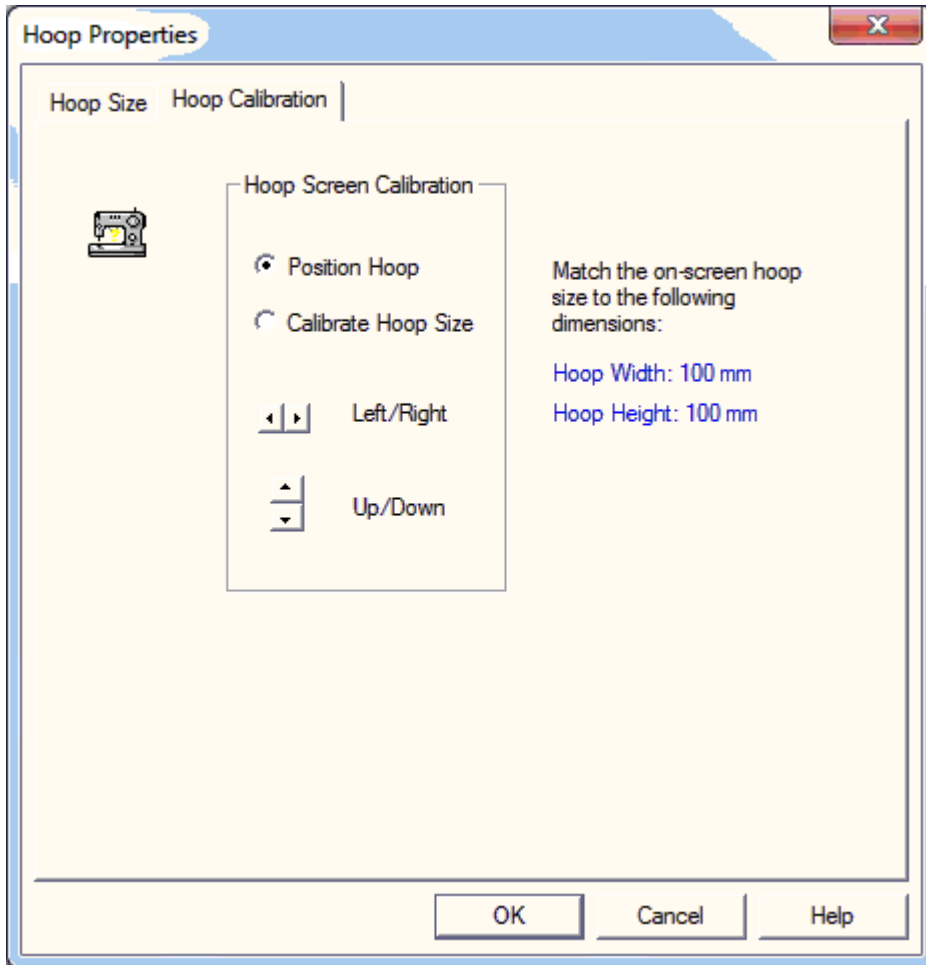 Hoop Properties
Hoop Size
Hoop Calibration
Hoop Screen Calibration
Position Hoop
Calibrate Hoop Size
Left/Right
Up/Down
Match the on-screen hoop
size to the following
dimensions:
Hoop Width: 100 mm
Hoop Height: 100 mm
OK
Cancel
Help